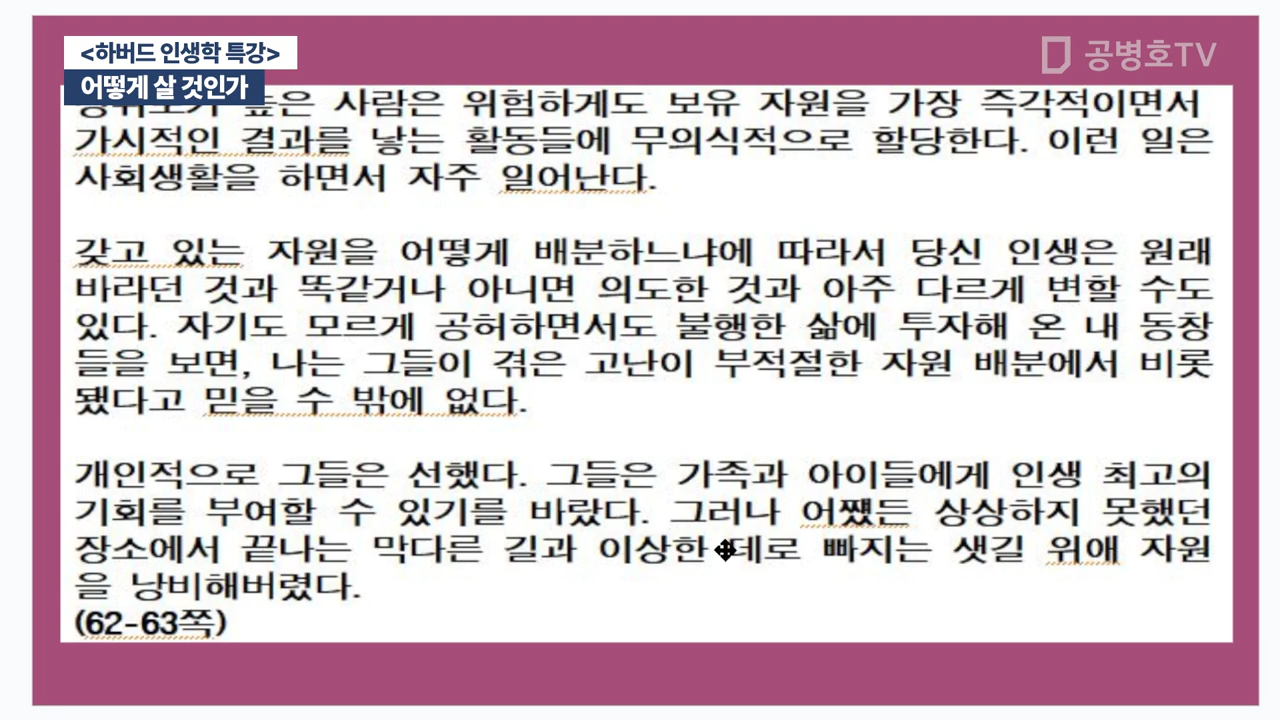 <하버드 인생학 특강>
공병호TV
어떻게 살 것인가
높은 사람은 위험하게도 보유 자원을 가장 즉각적이면서
가시적인 결과를 낳는 활동들에 무의식적으로 할당한다. 이런 일은
사회생활을 하면서 자주 일어난다.
갖고 있는 자원을 어떻게 배분하느냐에 따라서 당신 인생은 원래
바라던 것과 똑같거나 아니면 의도한 것과 아주 다르게 변할 수도
있다. 자기도 모르게 공허하면서도 불행한 삶에 투자해 온 내 동창
들을 보면, 나는 그들이 겪은 고난이 부적절한 자원 배분에서 비롯
됐다고 믿을 수 밖에 없다.
개인적으로 그들은 선했다. 그들은 가족과 아이들에게 인생 최고의
기회를 부여할 수 있기를 바랐다. 그러나 어쨌든 상상하지 못했던
장소에서 끝나는 막다른 길과 이상한 데로 빠지는 샛길 위애 자원
을 낭비해버렸다.
(62-63쪽)